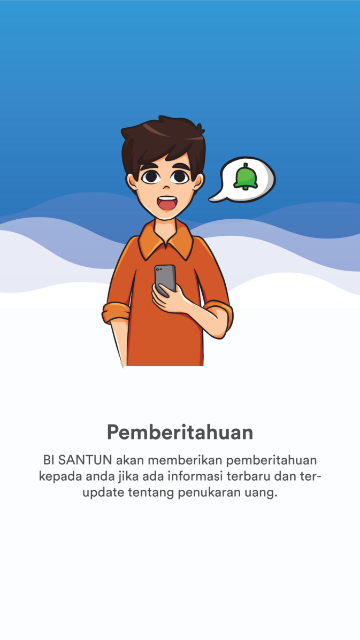 Pemberitahuan
BI SANTUN akan memberikan pemberitahuan
kepada anda jika ada informasi terbaru dan ter-
update tentang penukaran uang.